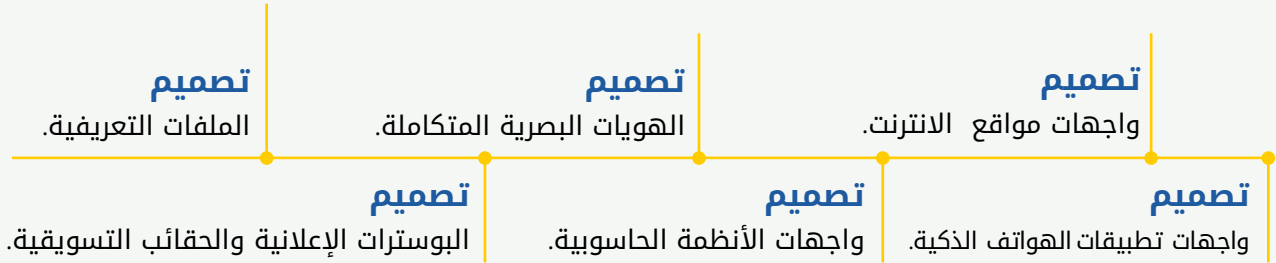 تصميم
واجهات مواقع الانترنت.
تصميم
الهويات البصرية المتكاملة.
تصميم
الملفات التعريفية.
تصميم
واجهات تطبيقات الهواتف الذكية.
تصميم
واجهات الأنظمة الحاسوبية.
تصميم
البوسترات الإعلانية والحقائب التسويقية.